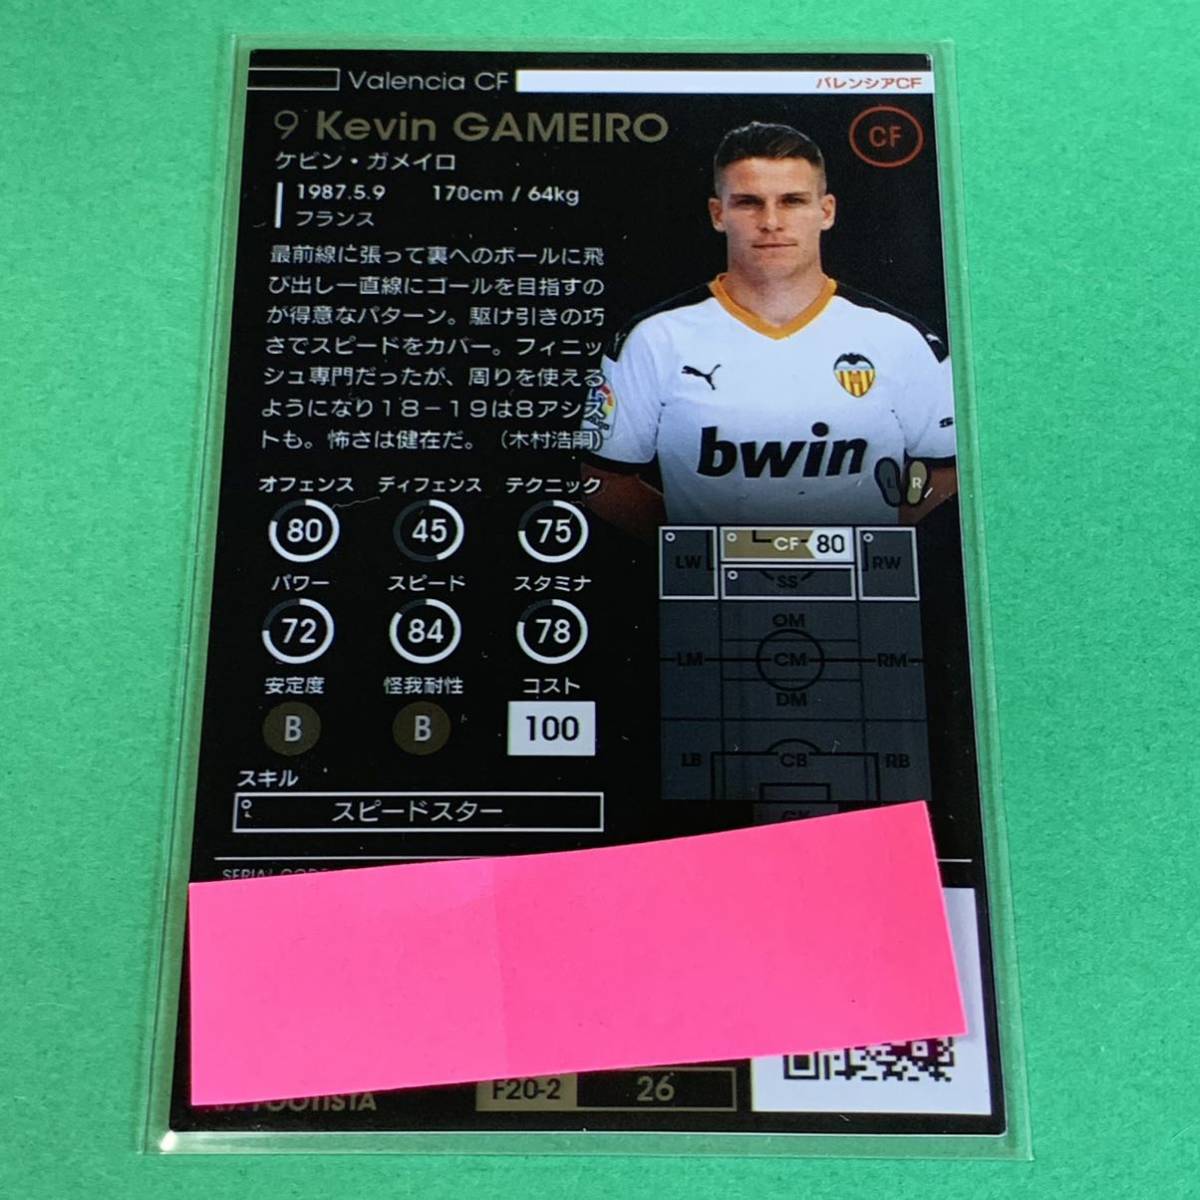 Valencia CF
バレンシアCF
9 Kevin GAMEIRO
CF
ケビン・ガメイロ
1987.5.9 170cm / 64kg
フランス
最前線に張って裏へのボールに飛
び出し一直線にゴールを目指すの
が得意なパターン。駆け引きの巧
さでスピードをカバー。フィニッ
シュ専門だったが、周りを使える
ようになり18－19は8アシス
トも。怖さは健在だ。（木村浩嗣）
bwin
L R
オフェンス ディフェンス テクニック
80 45 75
パワー スピード スタミナ
72 84 78
安定度 怪我耐性 コスト
B B 100
スキル
スピードスター
LW CF 80 RW
SS
OM
LM CM RM
DM
LB CB RB
GK
F20-2 26